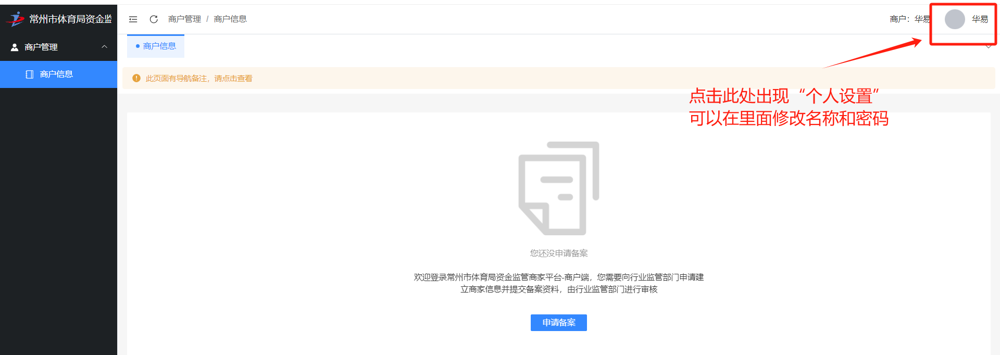 常州市体育局资金监
商户管理 / 商户信息
商户：华易
华易
商户管理
商户信息
商户信息
此页面有导航备注，请点击查看
点击此处出现“个人设置”
可以在里面修改名称和密码
您还没申请备案
欢迎登录常州市体育局资金监管商家平台-商户端，您需要向行业监管部门申请建
立商家信息并提交备案资料，由行业监管部门进行审核
申请备案